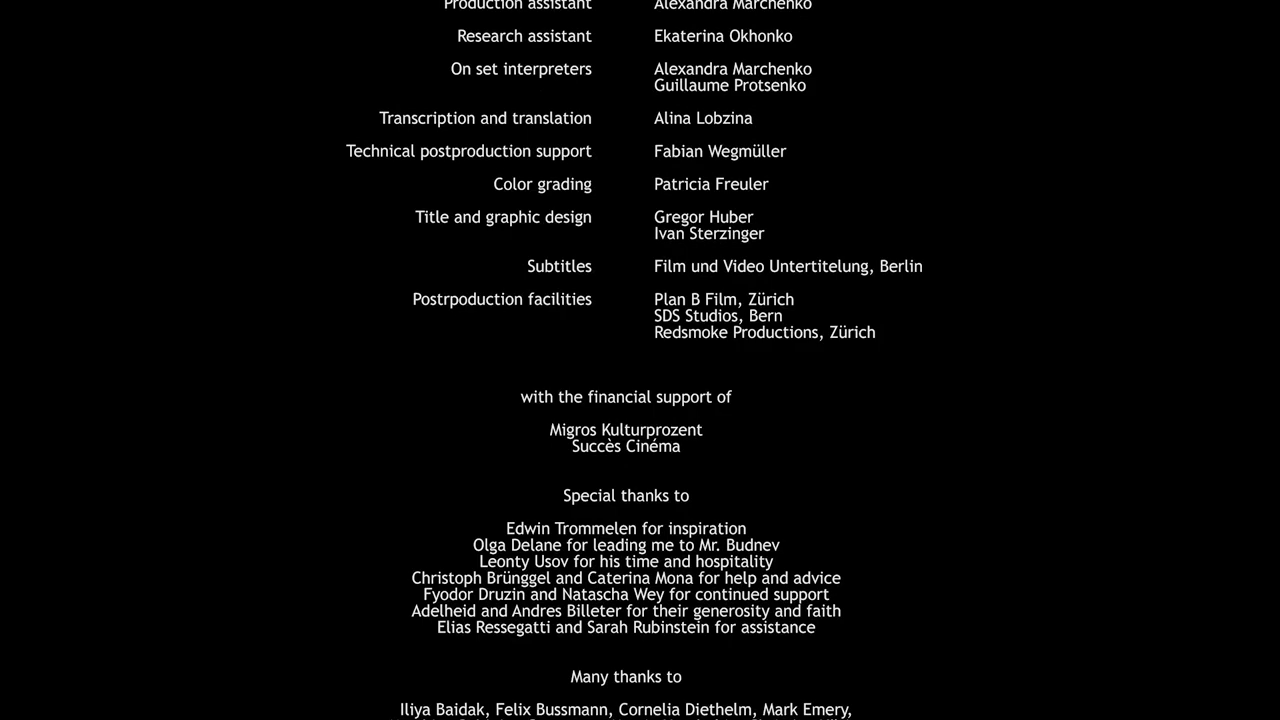 Production assistant Alexandra Marchenko
Research assistant Ekaterina Okhonko
On set interpreters Alexandra Marchenko
Guillaume Protsenko
Transcription and translation Alina Lobzina
Technical postproduction support Fabian Wegmüller
Color grading Patricia Freuler
Title and graphic design Gregor Huber
Ivan Sterzinger
Subtitles Film und Video Untertitelung, Berlin
Postrpoduction facilities Plan B Film, Zürich
SDS Studios, Bern
Redsmoke Productions, Zürich
with the financial support of
Migros Kulturprozent
Succès Cinéma
Special thanks to
Edwin Trommelen for inspiration
Olga Delane for leading me to Mr. Budnev
Leonty Usov for his time and hospitality
Christoph Brünggel and Caterina Mona for help and advice
Fyodor Druzin and Natascha Wey for continued support
Adelheid and Andres Billeter for their generosity and faith
Elias Ressegatti and Sarah Rubinstein for assistance
Many thanks to
Iliya Baidak, Felix Bussmann, Cornelia Diethelm, Mark Emery,